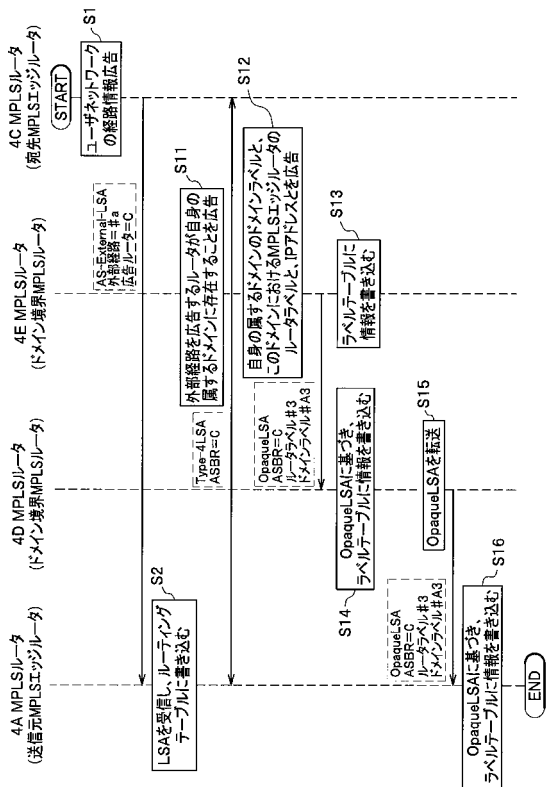 4A MPLSルータ
(送信元MPLSエッジルータ)
4D MPLSルータ
(ドメイン境界MPLSルータ)
4E MPLSルータ
(ドメイン境界MPLSルータ)
4C MPLSルータ
(宛先MPLSエッジルータ)
START
S1
ユーザネットワーク
の経路情報広告
AS-External-LSA
外部経路=#a
広告ルータ=C
S2
LSAを受信し、ルーティング
テーブルに書き込む
S11
外部経路を広告するルータが自身の
属するドメインに存在することを広告
Type-4LSA
ASBR=C
S12
自身の属するドメインのドメインラベルと、
このドメインにおけるMPLSエッジルータの
ルータラベルと、IPアドレスとを広告
OpaqueLSA
ASBR=C
ルータラベル#3
ドメインラベル#A3
S13
ラベルテーブルに
情報を書き込む
S14
OpaqueLSAに基づき、
ラベルテーブルに情報を書き込む
S15
OpaqueLSAを転送
OpaqueLSA
ASBR=C
ルータラベル#3
ドメインラベル#A3
S16
OpaqueLSAに基づき、
ラベルテーブルに情報を書き込む
END